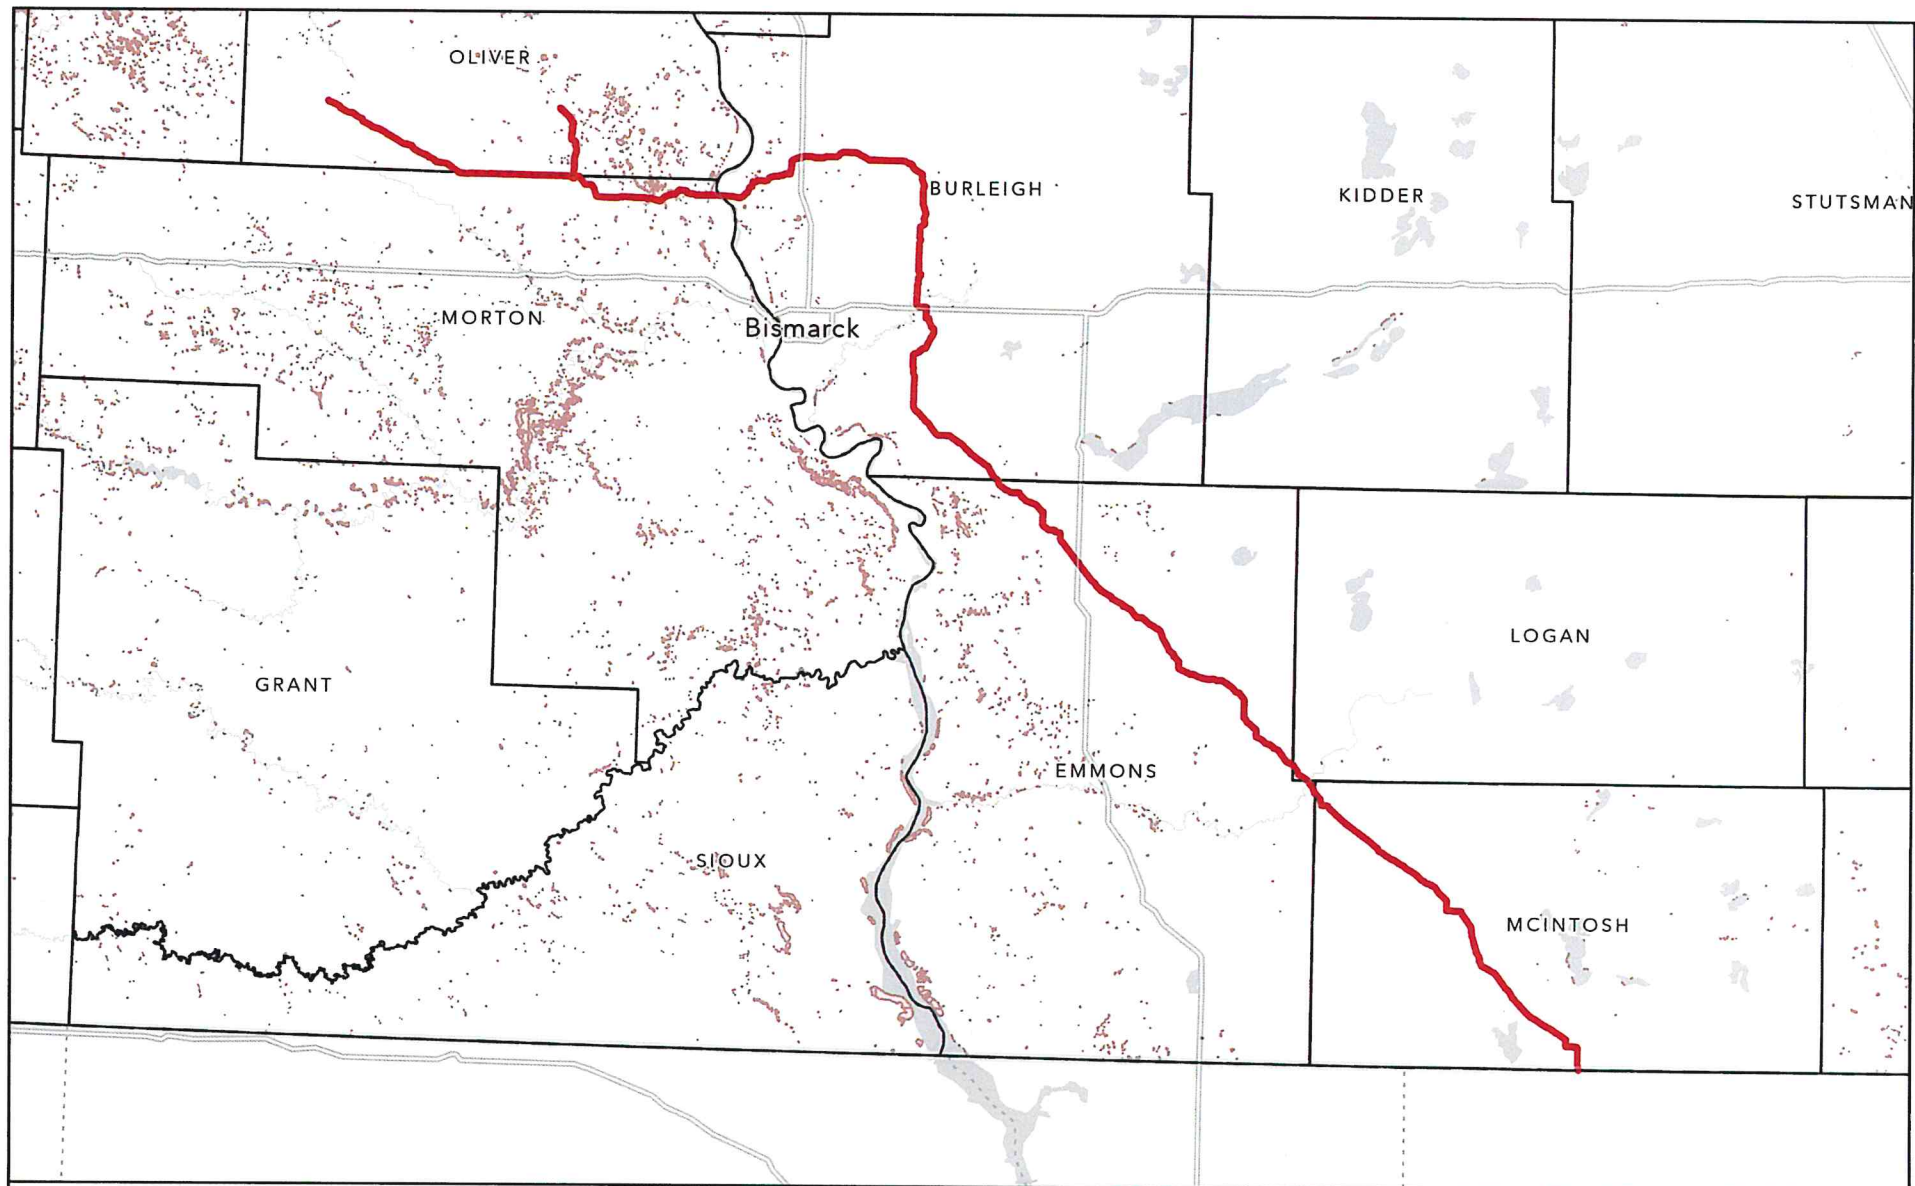 OLIVER
BURLEIGH
KIDDER
STUTSMAN
MORTON
Bismarck
LOGAN
GRANT
EMMONS
SIOUX
MCINTOSH